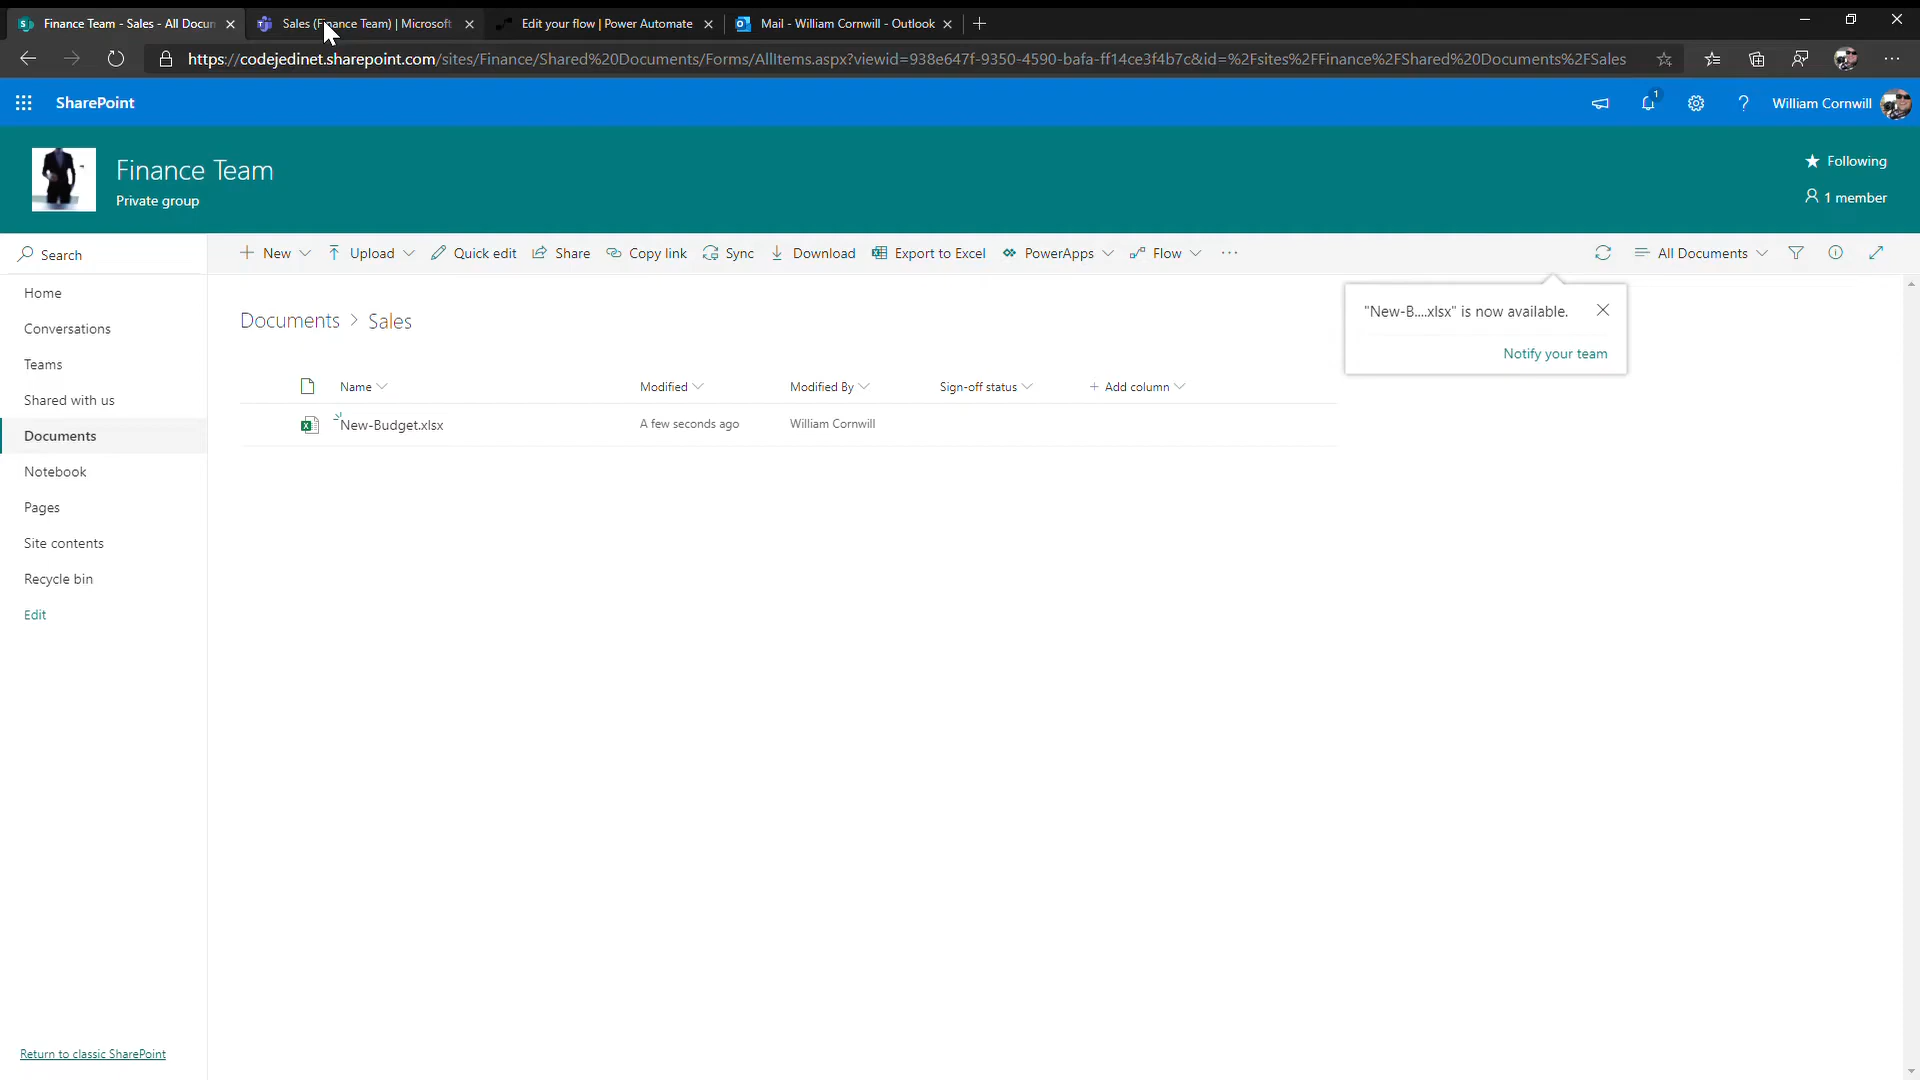 Finance Team - Sales - All Docum
Sales (Finance Team) | Microsoft
Edit your flow | Power Automate
Mail - William Cornwill - Outlook
https://codejedinet.sharepoint.com/sites/Finance/Shared%20Documents/Forms/AllItems.aspx?viewid=938e647f-9350-4590-bafa-ff14ce3f4b7c&id=%2Fsites%2FFinance%2FShared%20Documents%2FSales
SharePoint
1
William Cornwill
Finance Team
Private group
Following
1 member
Search
New
Upload
Quick edit
Share
Copy link
Sync
Download
Export to Excel
PowerApps
Flow
All Documents
Home
Conversations
Teams
Shared with us
Documents
Notebook
Pages
Site contents
Recycle bin
Edit
Return to classic SharePoint
Documents > Sales
"New-B....xlsx" is now available.
Notify your team
Name
Modified
Modified By
Sign-off status
+ Add column
New-Budget.xlsx
A few seconds ago
William Cornwill